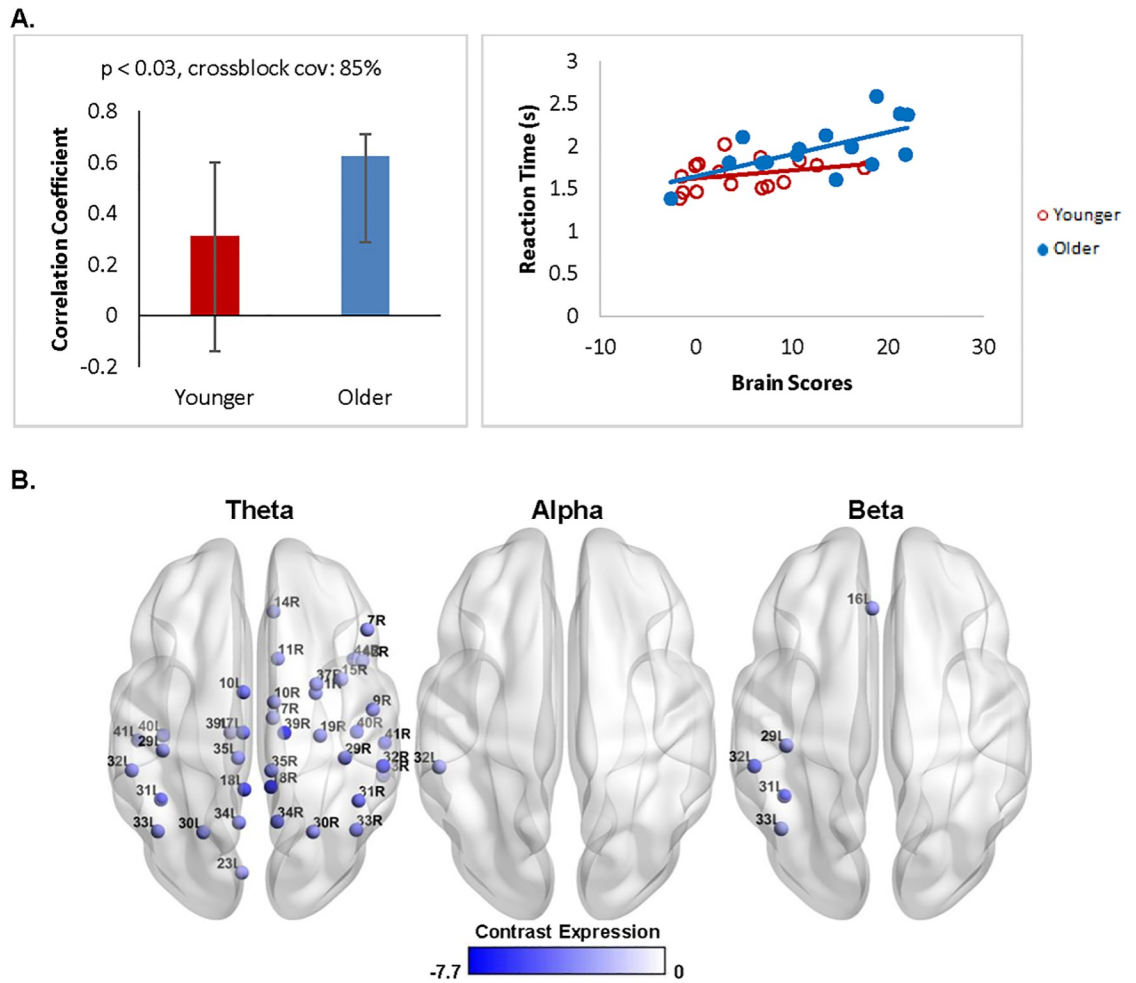 A.
p < 0.03, crossblock cov: 85%
Correlation Coefficient
0.8
0.6
0.4
0.2
0
-0.2
Younger
Older
Reaction Time (s)
3
2.5
2
1.5
1
0.5
0
-10
0
10
20
30
Brain Scores
Younger
Older
B.
Theta
Alpha
Beta
14R
7R
11R
15R
37R
10L
10R
7R
9R
39R
19R
40R
41R
41L
40L
29L
35L
35R
29R
32R
32L
18L
8R
31L
31R
34L
34R
33L
30L
30R
33R
23L
32L
16L
29L
32L
31L
33L
Contrast Expression
-7.7
0